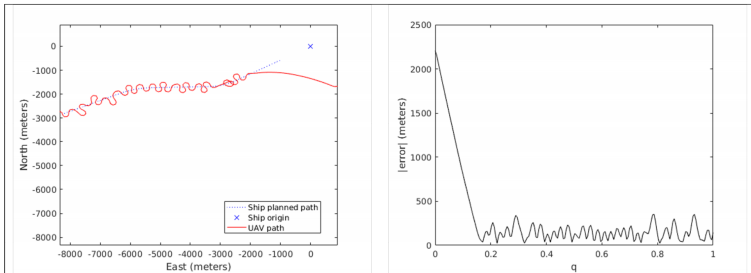 0
-1000
-2000
-3000
-4000
-5000
-6000
-7000
-8000
North (meters)
Ship planned path
Ship origin
UAV path
-8000 -7000 -6000 -5000 -4000 -3000 -2000 -1000 0
East (meters)
2500
2000
1500
1000
500
0
|error| (meters)
0 0.2 0.4 0.6 0.8 1
q